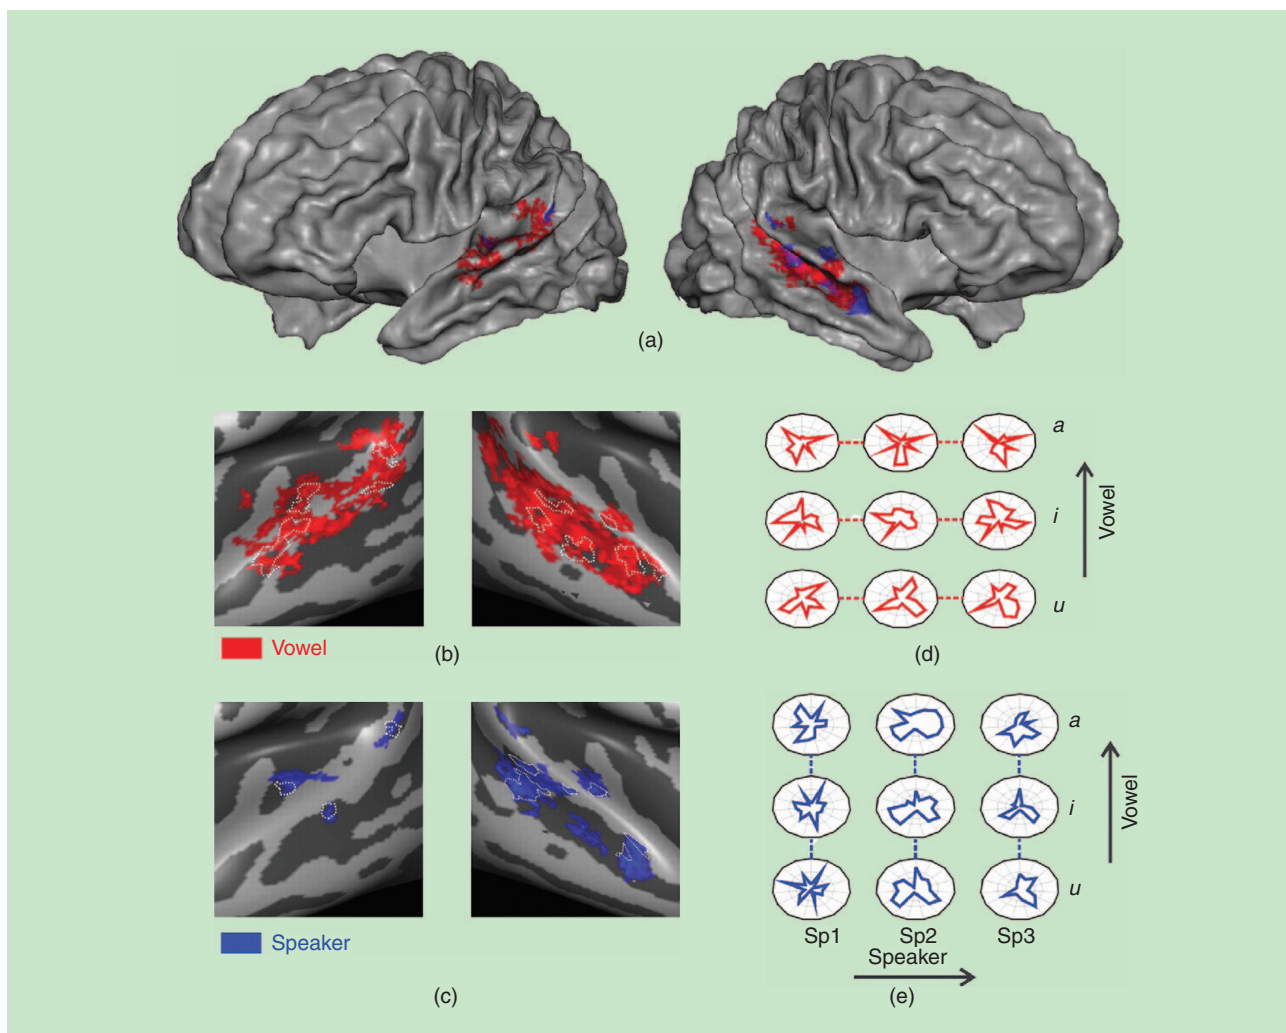 (a)
Vowel
(b)
a
i
u
Vowel
(d)
Speaker
(c)
a
i
u
Vowel
Sp1 Sp2 Sp3
Speaker
(e)